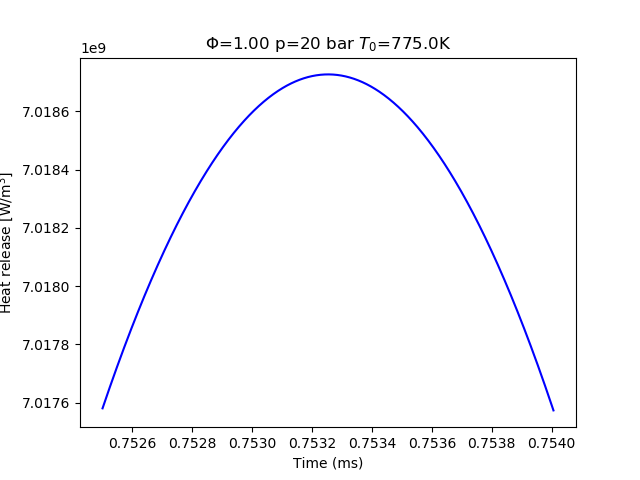 Φ=1.00 p=20 bar T₀=775.0K
1e9
7.0186
7.0184
7.0182
7.0180
7.0178
7.0176
Heat release [W/m³]
0.7526 0.7528 0.7530 0.7532 0.7534 0.7536 0.7538 0.7540
Time (ms)